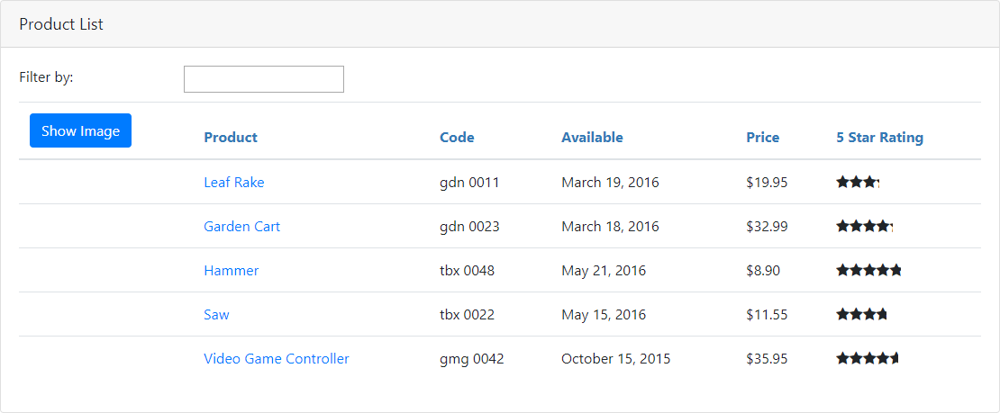 Product List
Filter by:
Show Image Product Code Available Price 5 Star Rating
Leaf Rake gdn 0011 March 19, 2016 $19.95
Garden Cart gdn 0023 March 18, 2016 $32.99
Hammer tbx 0048 May 21, 2016 $8.90
Saw tbx 0022 May 15, 2016 $11.55
Video Game Controller gmg 0042 October 15, 2015 $35.95